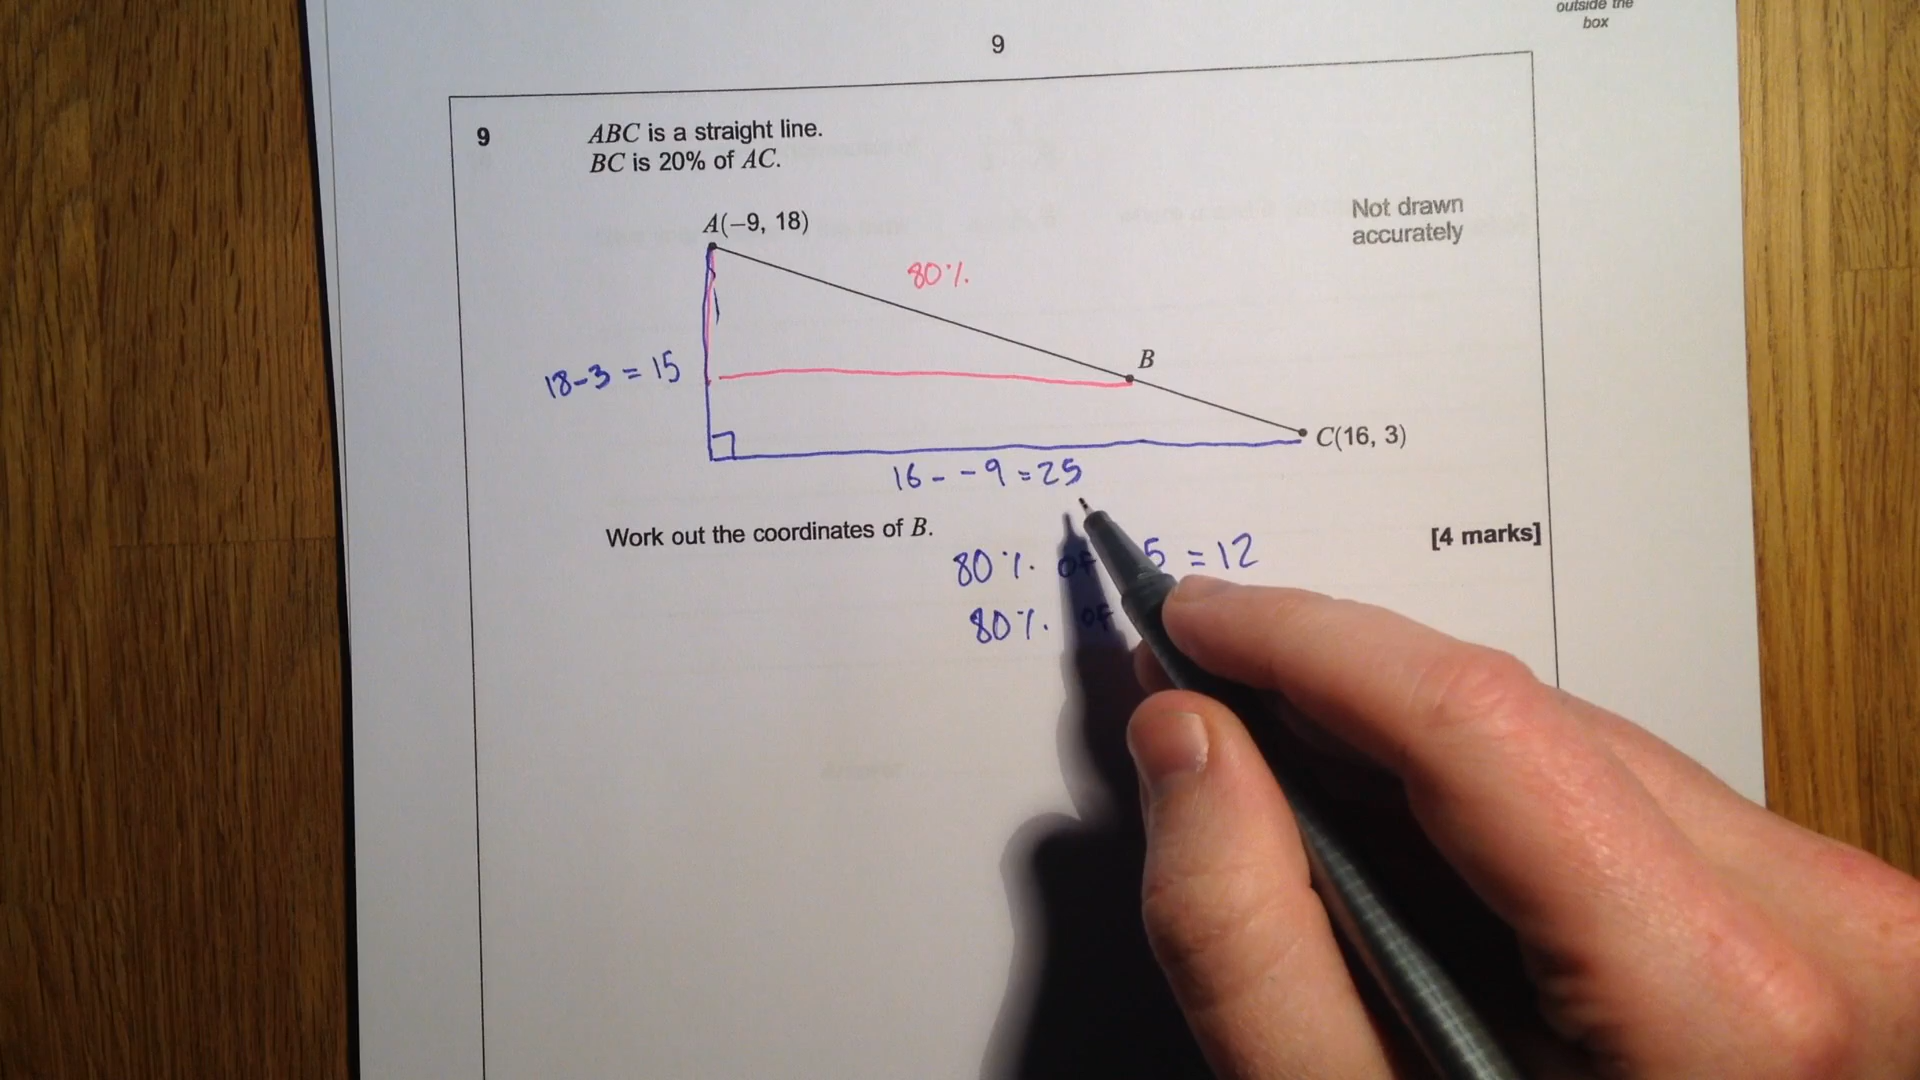 outside the
box
9
9
ABC is a straight line.
BC is 20% of AC.
Not drawn
accurately
A(−9, 18)
80%
B
18-3 = 15
C(16, 3)
16 - -9 = 25
Work out the coordinates of B.
[4 marks]
80% of 5 = 12
80% of